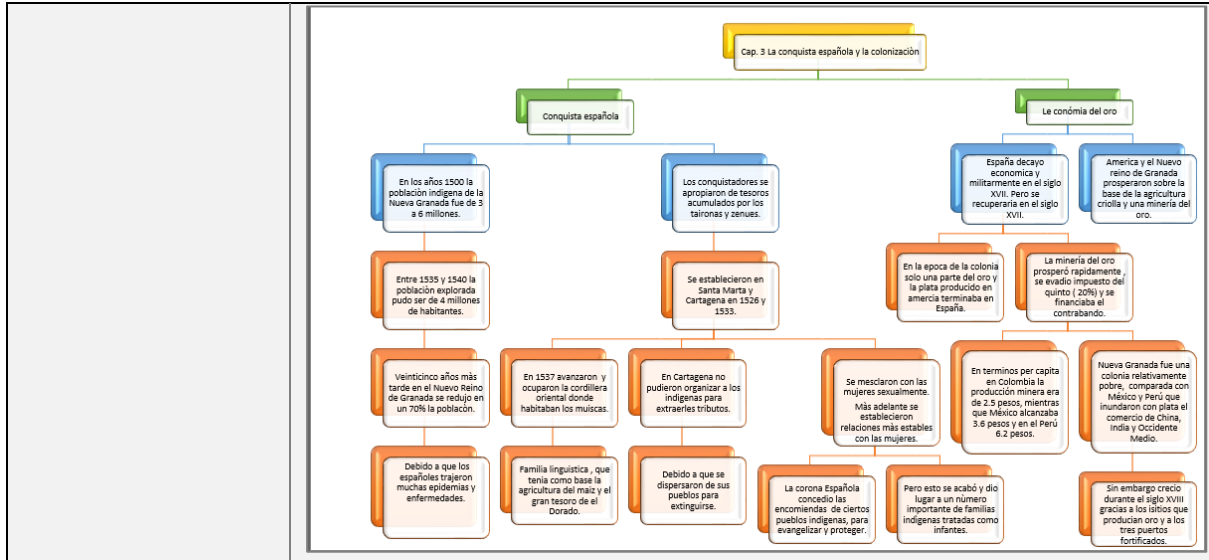 Cap. 3 La conquista española y la colonizaciòn
Conquista española
Le conómia del oro
En los años 1500 la
poblaciòn indigena de la
Nueva Granada fue de 3
a 6 millones.
Los conquistadores se
apropiaron de tesoros
acumulados por los
taironas y zenues.
España decayo
economica y
militarmente en el siglo
XVII. Pero se
recuperaria en el siglo
XVII.
America y el Nuevo
reino de Granada
prosperaron sobre la
base de la agricultura
criolla y una minería del
oro.
Entre 1535 y 1540 la
poblaciòn explorada
pudo ser de 4 millones
de habitantes.
Se establecieron en
Santa Marta y
Cartagena en 1526 y
1533.
En la epoca de la colonia
solo una parte del oro y
la plata producido en
amercia terminaba en
España.
La minería del oro
prosperó rapidamente ,
se evadio impuesto del
quinto ( 20%) y se
financiaba el
contrabando.
Veinticinco años màs
tarde en el Nuevo Reino
de Granada se redujo en
un 70% la poblaciòn.
En 1537 avanzaron y
ocuparon la cordillera
oriental donde
habitaban los muiscas.
En Cartagena no
pudieron organizar a los
indigenas para
extraerles tributos.
Se mesclaron con las
mujeres sexualmente.
Màs adelante se
establecieron
relaciones màs estables
con las mujeres.
En terminos per capita
en Colombia la
producción minera era
de 2.5 pesos, mientras
que México alcanzaba
3.6 pesos y en el Perú
6.2 pesos.
Nueva Granada fue una
colonia relativamente
pobre, comparada con
México y Perú que
inundaron con plata el
comercio de China,
India y Occidente
Medio.
Debido a que los
españoles trajeron
muchas epidemias y
enfermedades.
Familia linguistica , que
tenia como base la
agricultura del maiz y el
gran tesoro de el
Dorado.
Debido a que se
dispersaron de sus
pueblos para
extinguirse.
La corona Española
concedio las
encomiendas de ciertos
pueblos indigenas, para
evangelizar y proteger.
Pero esto se acabó y dio
lugar a un nùmero
importante de familias
indígenas tratadas como
infantes.
Sin embargo crecio
durante el siglo XVIII
gracias a los isitios que
producian oro y a los
tres puertos
fortificados.